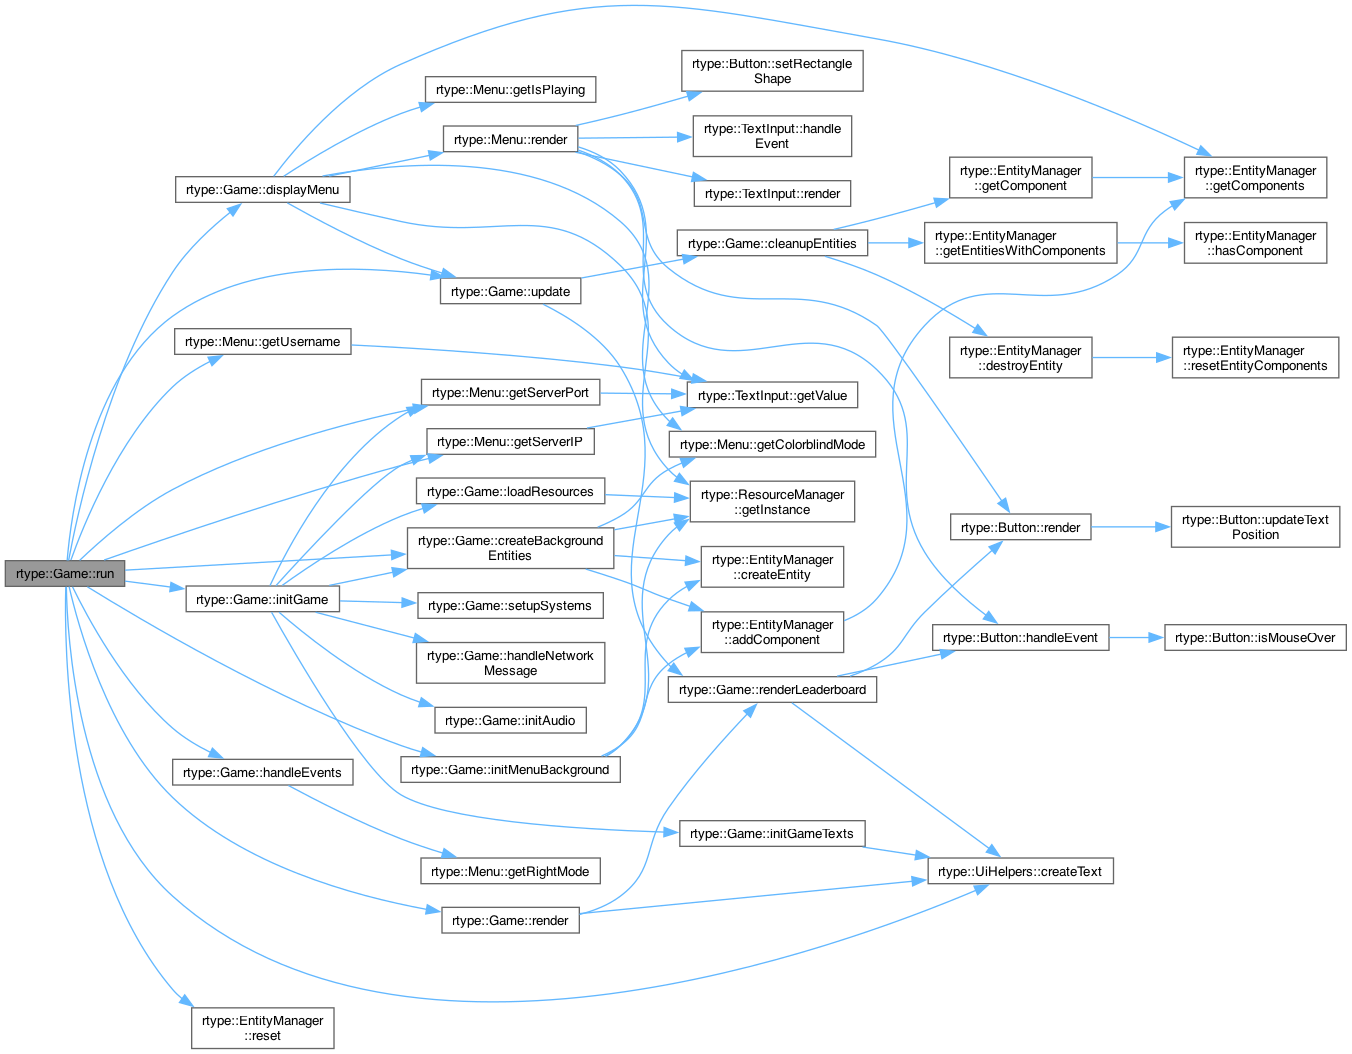 rtype::Game::run
rtype::Game::displayMenu
rtype::Menu::getUsername
rtype::Game::initGame
rtype::Game::handleEvents
rtype::EntityManager
::reset
rtype::Menu::getIsPlaying
rtype::Menu::render
rtype::Game::update
rtype::Menu::getServerPort
rtype::Menu::getServerIP
rtype::Game::loadResources
rtype::Game::createBackground
Entities
rtype::Game::setupSystems
rtype::Game::handleNetwork
Message
rtype::Game::initAudio
rtype::Game::initMenuBackground
rtype::Menu::getRightMode
rtype::Game::render
rtype::Button::setRectangle
Shape
rtype::TextInput::handle
Event
rtype::TextInput::render
rtype::Game::cleanupEntities
rtype::TextInput::getValue
rtype::Menu::getColorblindMode
rtype::ResourceManager
::getInstance
rtype::EntityManager
::createEntity
rtype::EntityManager
::addComponent
rtype::Game::renderLeaderboard
rtype::Game::initGameTexts
rtype::EntityManager
::getComponent
rtype::EntityManager
::getEntitiesWithComponents
rtype::EntityManager
::destroyEntity
rtype::Button::render
rtype::Button::handleEvent
rtype::UiHelpers::createText
rtype::EntityManager
::getComponents
rtype::EntityManager
::hasComponent
rtype::EntityManager
::resetEntityComponents
rtype::Button::updateText
Position
rtype::Button::isMouseOver